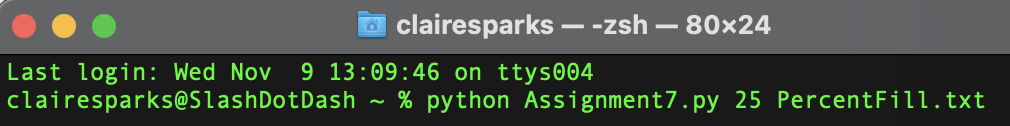 clairesparks — -zsh — 80×24
Last login: Wed Nov  9 13:09:46 on ttys004
clairesparks@SlashDotDash ~ % python Assignment7.py 25 PercentFill.txt